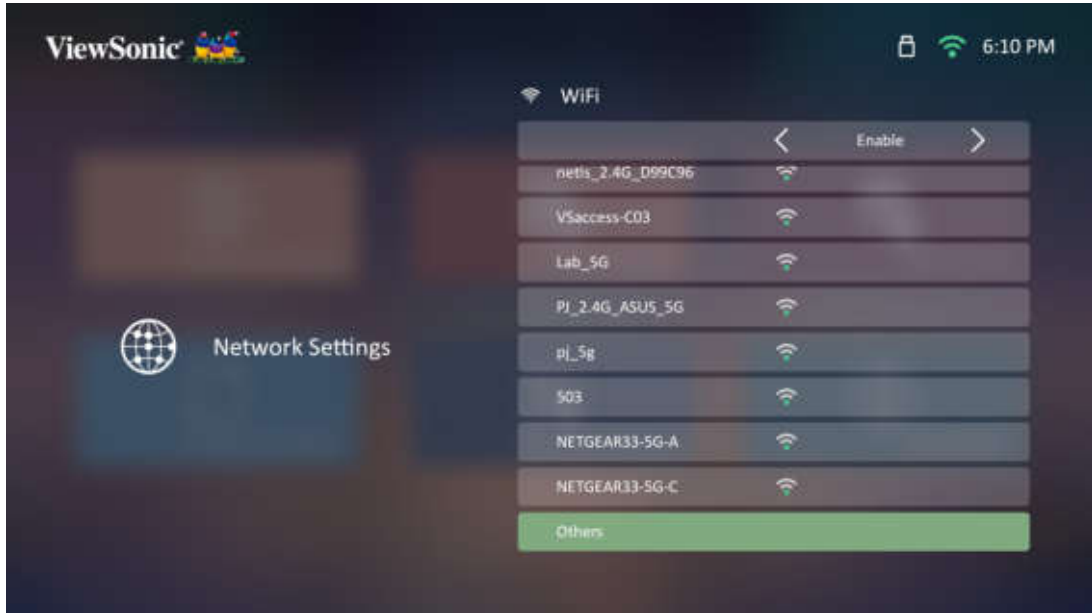 ViewSonic
6:10 PM
WiFi
Enable
netis_2.4G_D99C96
VSaccess-C03
Lab_5G
PJ_2.4G_ASUS_5G
Network Settings
pj_5g
503
NETGEAR33-5G-A
NETGEAR33-5G-C
Others